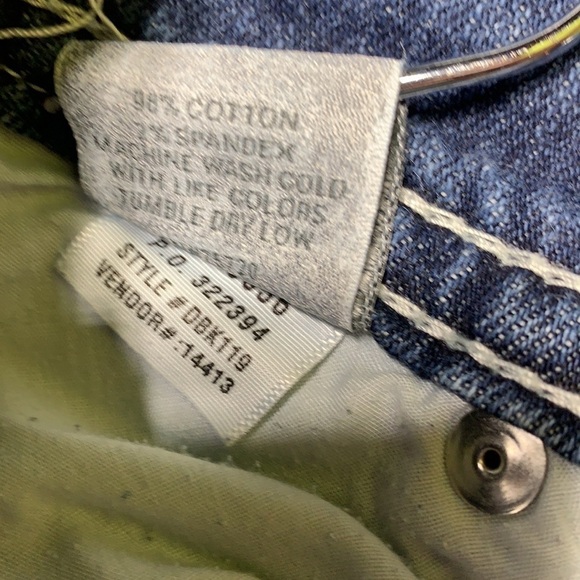 98% COTTON
2% SPANDEX
MACHINE WASH COLD
WITH LIKE COLORS
TUMBLE DRY LOW
P.O. 322394
STYLE # DBK119
VENDOR# :14413